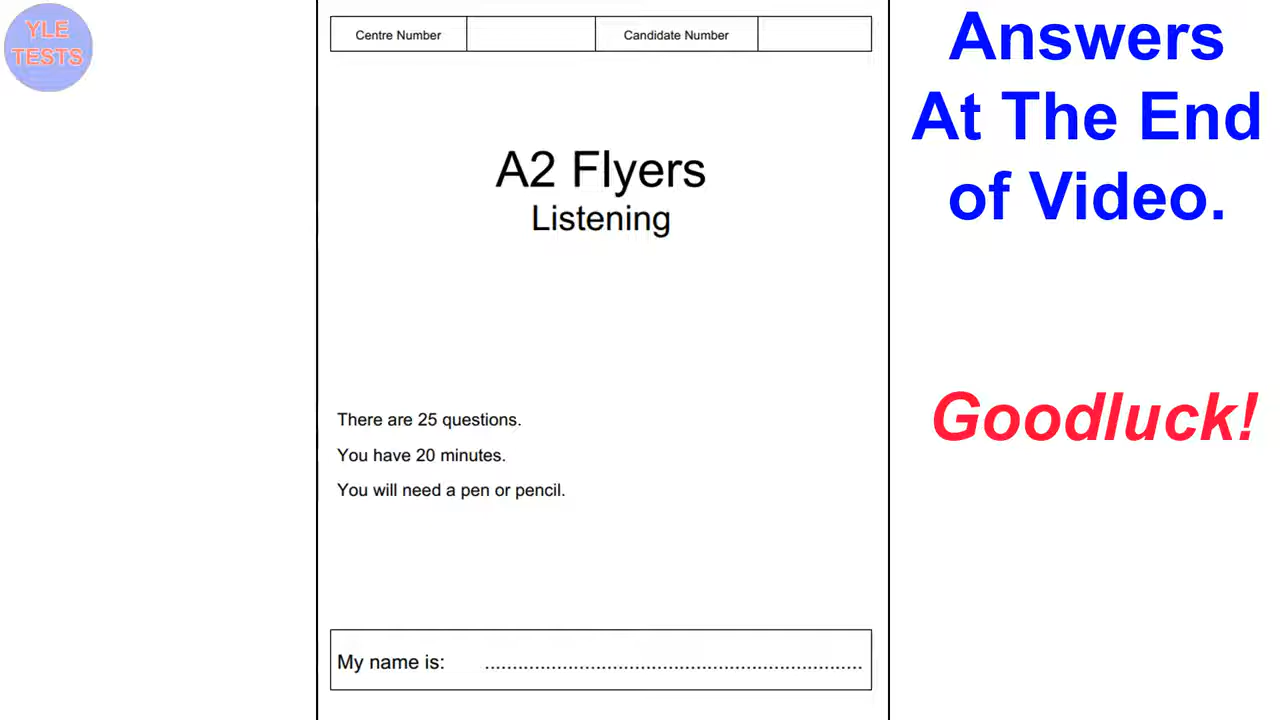 YLE
TESTS
Centre Number
Candidate Number
A2 Flyers
Listening
There are 25 questions.
You have 20 minutes.
You will need a pen or pencil.
My name is: ....................................................................
Answers
At The End
of Video.
Goodluck!